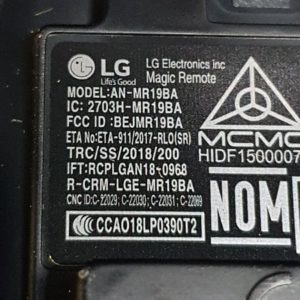 LG
Life's Good
LG Electronics inc
Magic Remote
MODEL:AN-MR19BA
IC: 2703H-MR19BA
FCC ID: BEJMR19BA
ETA No:ETA-911/2017-RLO(SR)
TRC/SS/2018/200
IFT:RCPLGAN18-0968
R-CRM-LGE-MR19BA
CNC ID:C-22029; C-22030; C-22031; C-22089
CCAO18LP0390T2
MCMC
HIDF1500007
NOM